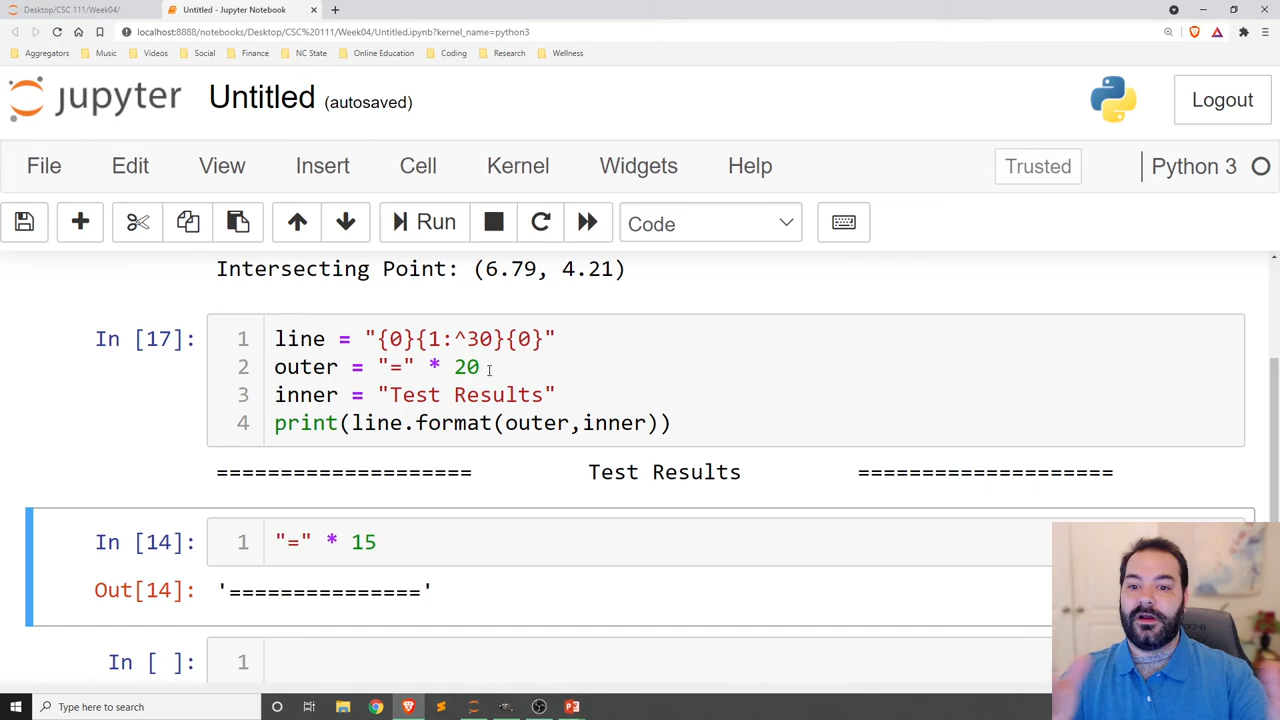 Desktop/CSC 111/Week04/
Untitled - Jupyter Notebook
localhost:8888/notebooks/Desktop/CSC%20111/Week04/Untitled.ipynb?kernel_name=python3
Aggregators Music Videos Social Finance NC State Online Education Coding Research Wellness
jupyter Untitled (autosaved) Logout
File Edit View Insert Cell Kernel Widgets Help Trusted Python 3
Run Code
Intersecting Point: (6.79, 4.21)
In [17]: 1 line = "{0}{1:^30}{0}"
2 outer = "=" * 20
3 inner = "Test Results"
4 print(line.format(outer,inner))
==================== Test Results ====================
In [14]: 1 "=" * 15
Out[14]: '==============='
In [ ]: 1
Type here to search